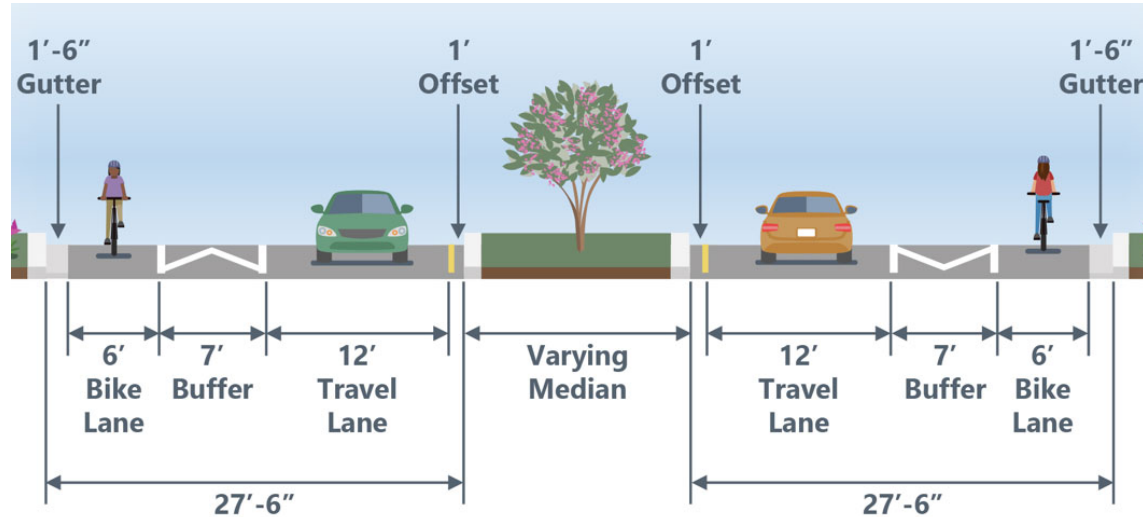 1’-6” Gutter
1’ Offset
1’ Offset
1’-6” Gutter
6’ Bike Lane
7’ Buffer
12’ Travel Lane
Varying Median
12’ Travel Lane
7’ Buffer
6’ Bike Lane
27’-6”
27’-6”